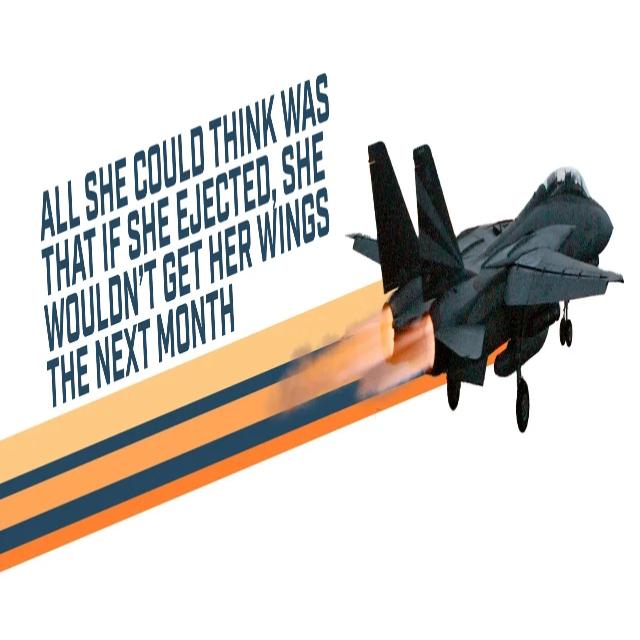 ALL SHE COULD THINK WAS
THAT IF SHE EJECTED, SHE
WOULDN'T GET HER WINGS
THE NEXT MONTH